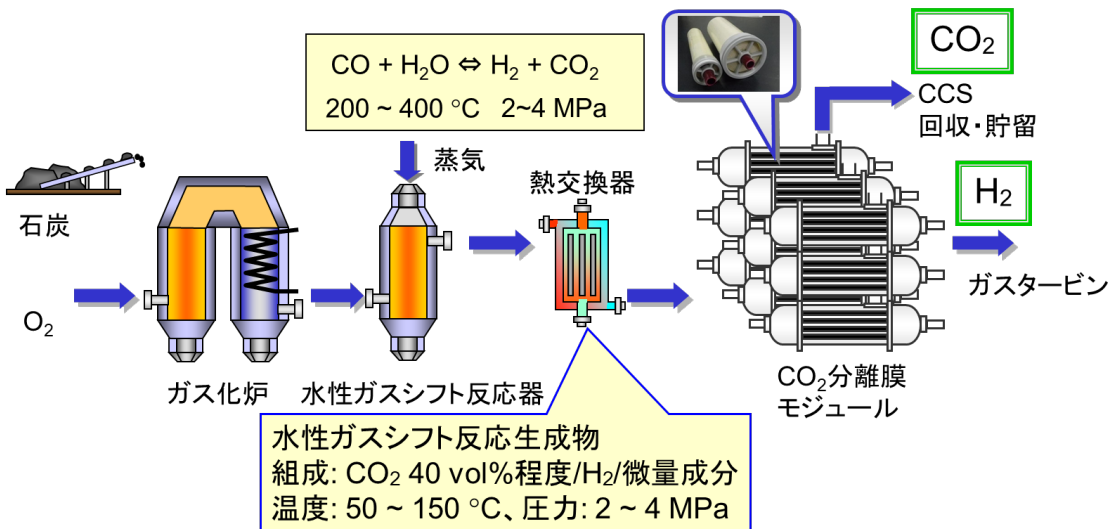 CO + H₂O ⇔ H₂ + CO₂
200 ~ 400 °C 2~4 MPa
蒸気
石炭
O₂
ガス化炉
水性ガスシフト反応器
熱交換器
水性ガスシフト反応生成物
組成: CO₂ 40 vol%程度/H₂/微量成分
温度: 50 ~ 150 °C、圧力: 2 ~ 4 MPa
CO₂
CCS
回収・貯留
H₂
ガスタービン
CO₂分離膜
モジュール